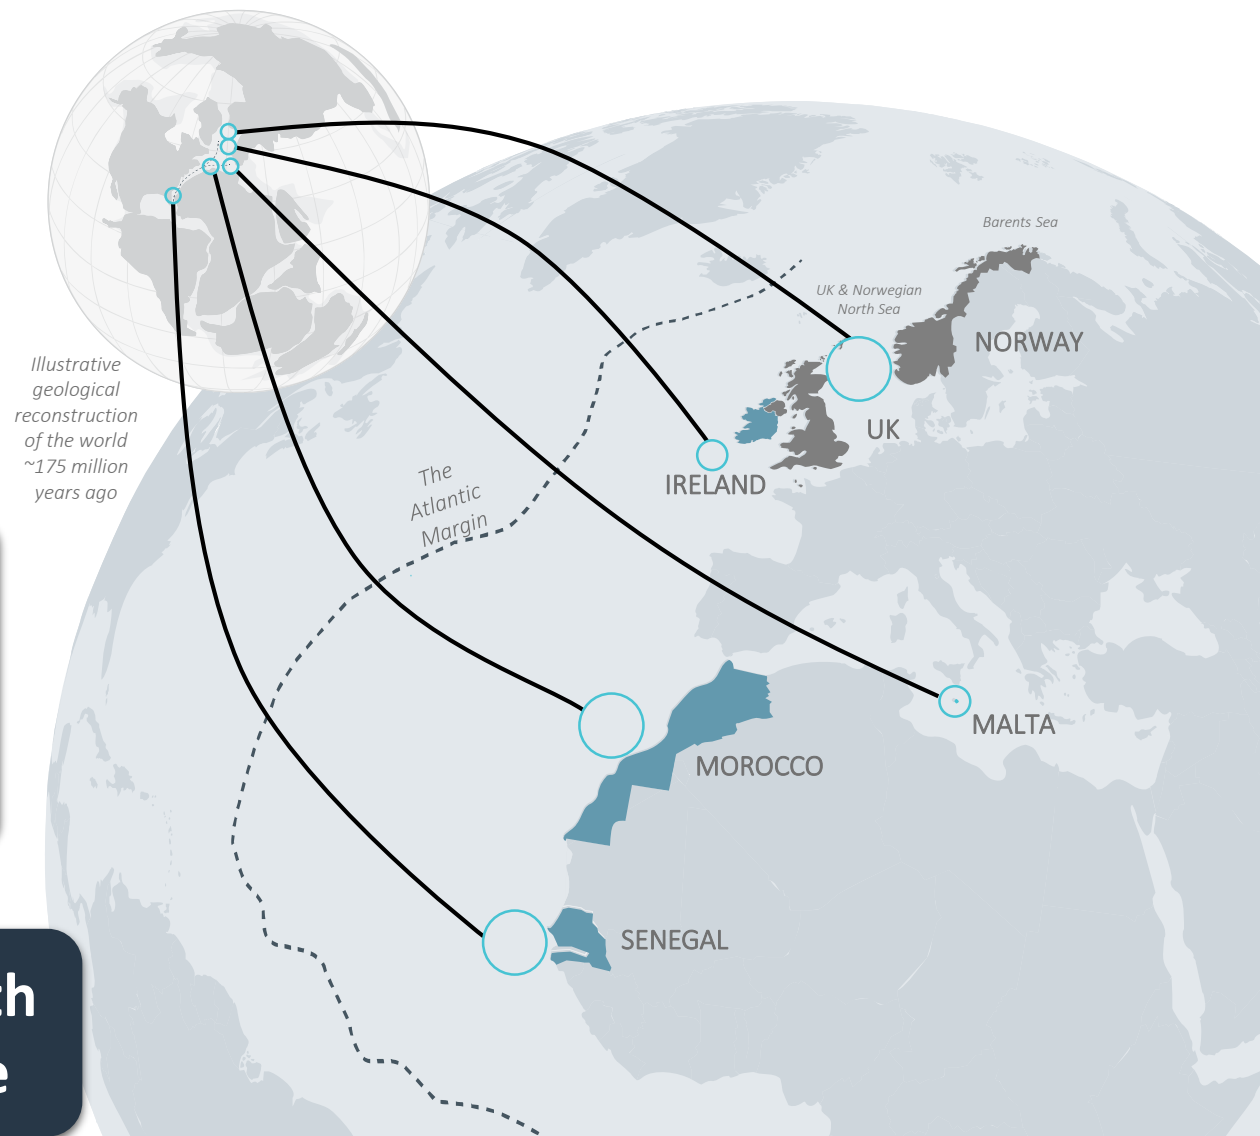 Barents Sea
UK & Norwegian
North Sea
NORWAY
Illustrative
geological
reconstruction
of the world
~175 million
years ago
UK
The
Atlantic
Margin
IRELAND
MALTA
MOROCCO
SENEGAL